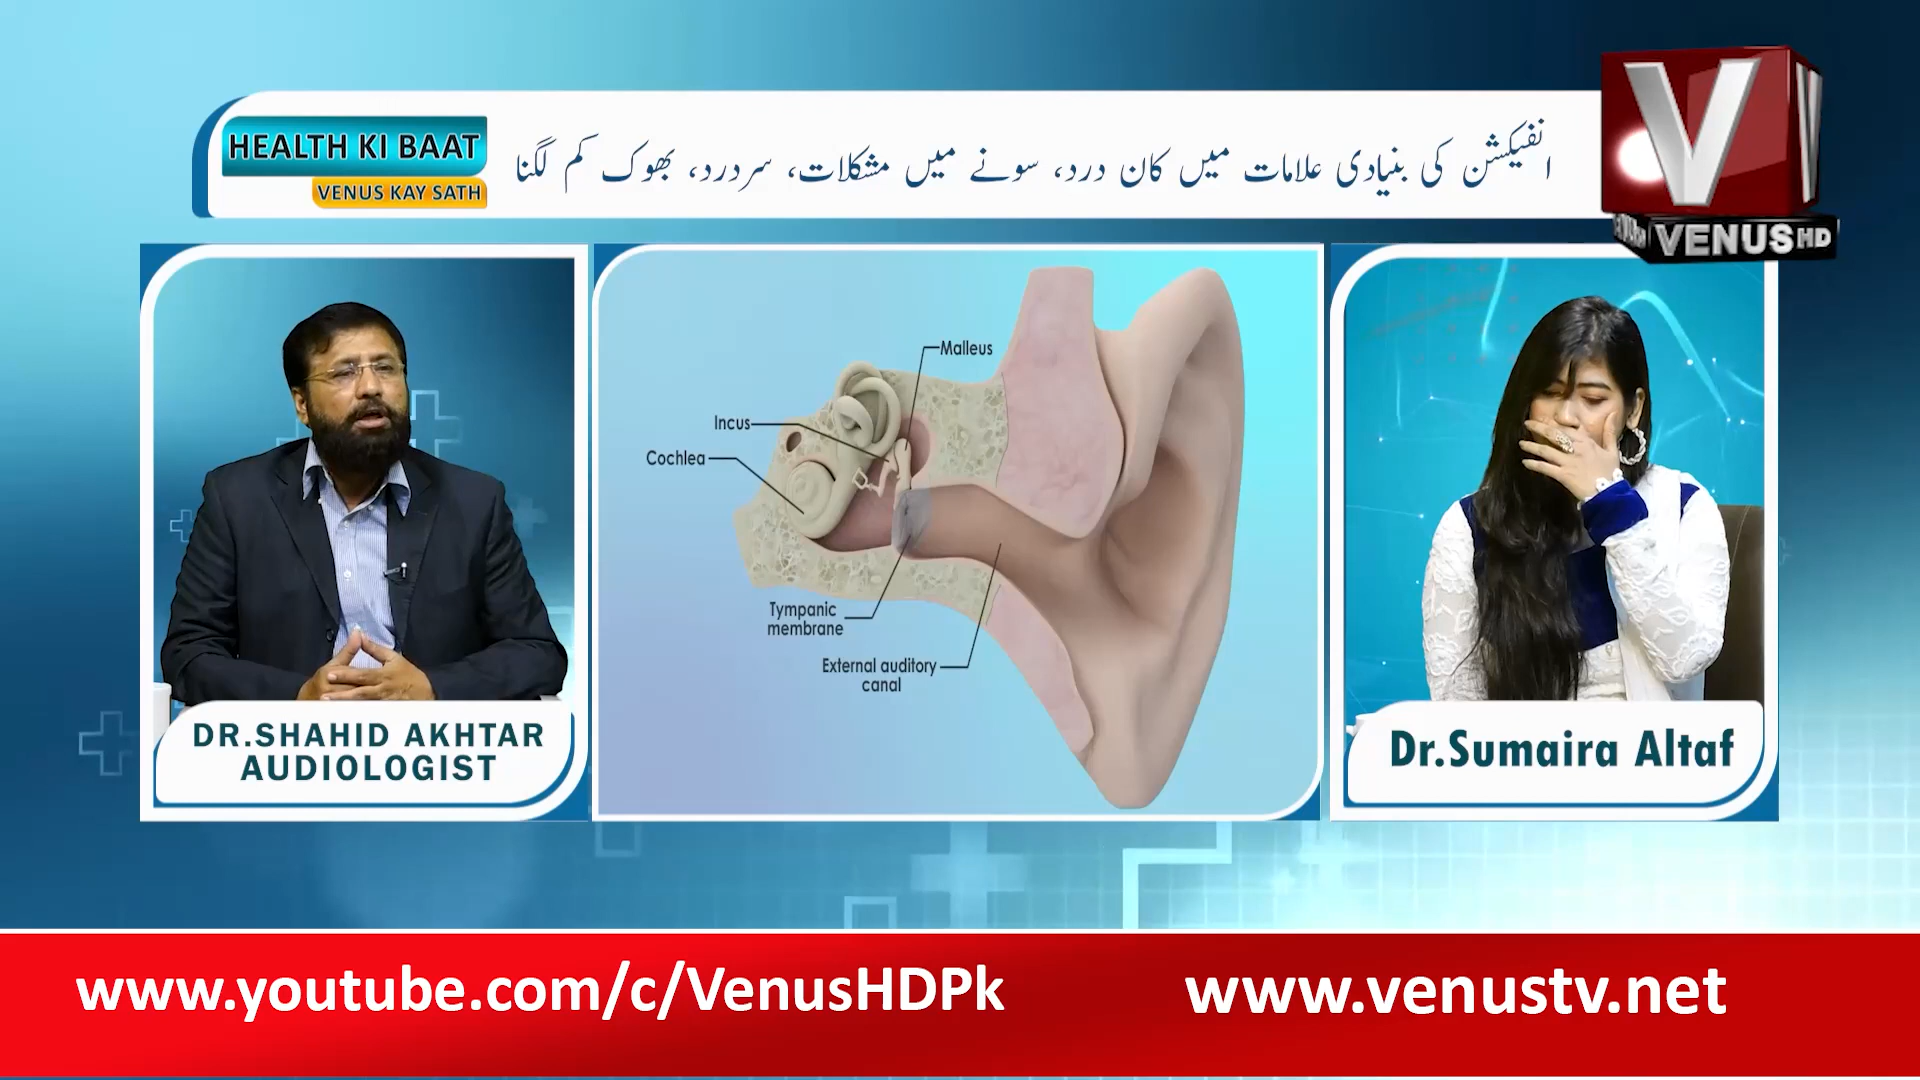 انفیکشن کی بنیادی علامات میں کان درد، سونے میں مشکلات، سردرد، بھوک کم لگنا
HEALTH KI BAAT
VENUS KAY SATH
V
VENUS HD
Malleus
Incus
Cochlea
Tympanic
membrane
External auditory
canal
DR.SHAHID AKHTAR
AUDIOLOGIST
Dr.Sumaira Altaf
www.youtube.com/c/VenusHDPk
www.venustv.net